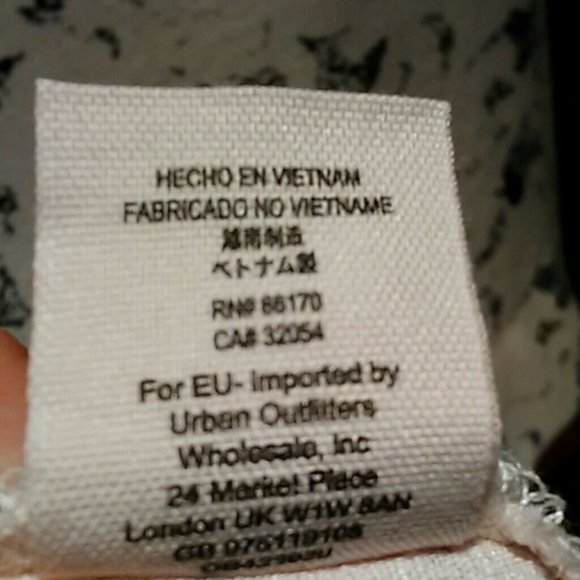 HECHO EN VIETNAM
FABRICADO NO VIETNAME
越南制造
ベトナム製
RN# 66170
CA# 32054
For EU- Imported by
Urban Outfitters
Wholesale, Inc
24 Market Place
London UK W1W 8AN
GB 975119108